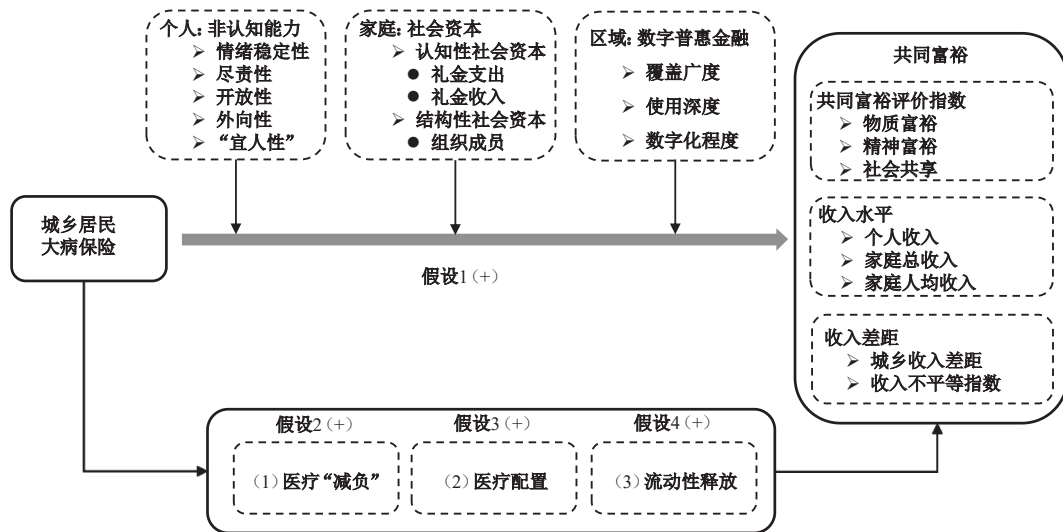 个人: 非认知能力
➢ 情绪稳定性
➢ 尽责性
➢ 开放性
➢ 外向性
➢ “宜人性”
家庭: 社会资本
➢ 认知性社会资本
● 礼金支出
● 礼金收入
➢ 结构性社会资本
● 组织成员
区域: 数字普惠金融
➢ 覆盖广度
➢ 使用深度
➢ 数字化程度
城乡居民
大病保险
假设1(+)
共同富裕
共同富裕评价指数
➢ 物质富裕
➢ 精神富裕
➢ 社会共享
收入水平
➢ 个人收入
➢ 家庭总收入
➢ 家庭人均收入
收入差距
➢ 城乡收入差距
➢ 收入不平等指数
假设2(+)
(1) 医疗“减负”
假设3(+)
(2) 医疗配置
假设4(+)
(3) 流动性释放